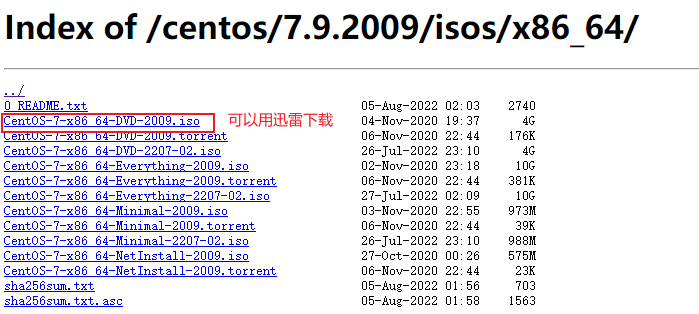 Index of /centos/7.9.2009/isos/x86_64/
../
0_README.txt 05-Aug-2022 02:03 2740
CentOS-7-x86_64-DVD-2009.iso 可以用迅雷下载 04-Nov-2020 19:37 4G
CentOS-7-x86_64-DVD-2009.torrent 06-Nov-2020 22:44 176K
CentOS-7-x86_64-DVD-2207-02.iso 26-Jul-2022 23:10 4G
CentOS-7-x86_64-Everything-2009.iso 02-Nov-2020 23:18 10G
CentOS-7-x86_64-Everything-2009.torrent 06-Nov-2020 22:44 381K
CentOS-7-x86_64-Everything-2207-02.iso 27-Jul-2022 02:09 10G
CentOS-7-x86_64-Minimal-2009.iso 03-Nov-2020 22:55 973M
CentOS-7-x86_64-Minimal-2009.torrent 06-Nov-2020 22:44 39K
CentOS-7-x86_64-Minimal-2207-02.iso 26-Jul-2022 23:10 988M
CentOS-7-x86_64-NetInstall-2009.iso 27-Oct-2020 00:26 575M
CentOS-7-x86_64-NetInstall-2009.torrent 06-Nov-2020 22:44 23K
sha256sum.txt 05-Aug-2022 01:56 703
sha256sum.txt.asc 05-Aug-2022 01:58 1563